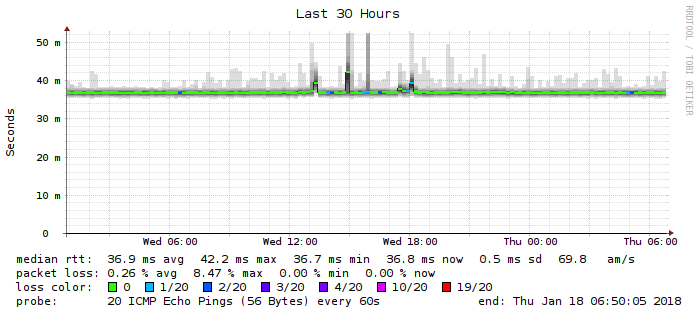 Last 30 Hours
RRDTOOL / TOBI OETIKER
Seconds
50 m
40 m
30 m
20 m
10 m
0
Wed 06:00 Wed 12:00 Wed 18:00 Thu 00:00 Thu 06:00
median rtt: 36.9 ms avg 42.2 ms max 36.7 ms min 36.8 ms now 0.5 ms sd 69.8 am/s
packet loss: 0.26 % avg 8.47 % max 0.00 % min 0.00 % now
loss color: 0 1/20 2/20 3/20 4/20 10/20 19/20
probe: 20 ICMP Echo Pings (56 Bytes) every 60s end: Thu Jan 18 06:50:05 2018